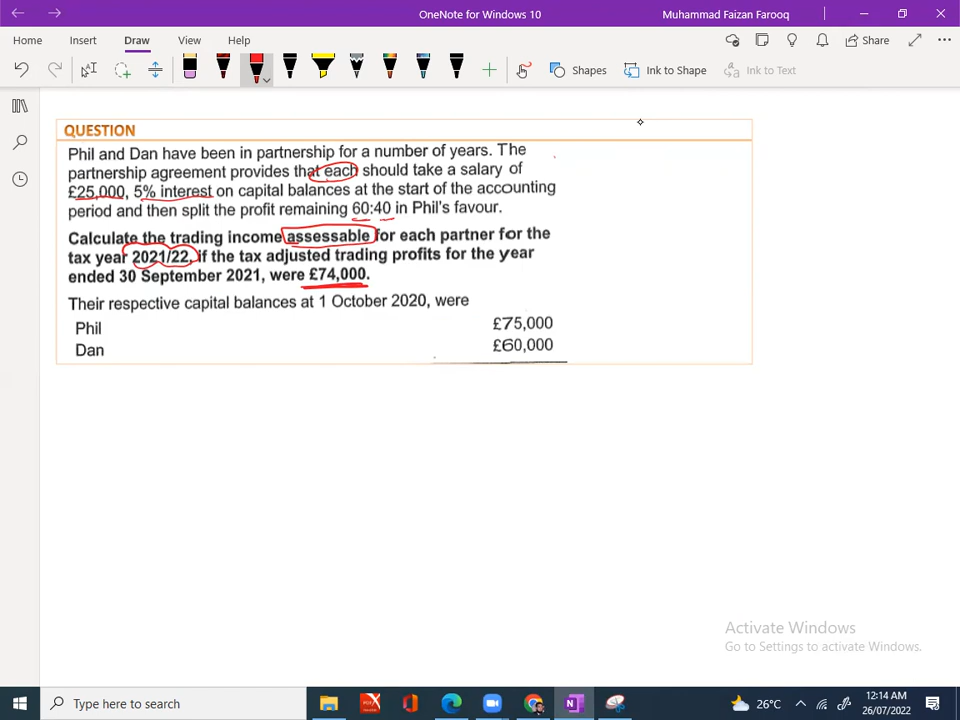 OneNote for Windows 10
Muhammad Faizan Farooq
Home Insert Draw View Help
Share
Shapes
Ink to Shape
Ink to Text
QUESTION
Phil and Dan have been in partnership for a number of years. The
partnership agreement provides that each should take a salary of
£25,000, 5% interest on capital balances at the start of the accounting
period and then split the profit remaining 60:40 in Phil's favour.
Calculate the trading income assessable for each partner for the
tax year 2021/22, if the tax adjusted trading profits for the year
ended 30 September 2021, were £74,000.
Their respective capital balances at 1 October 2020, were
Phil £75,000
Dan £60,000
Activate Windows
Go to Settings to activate Windows.
Type here to search
26°C
12:14 AM
26/07/2022